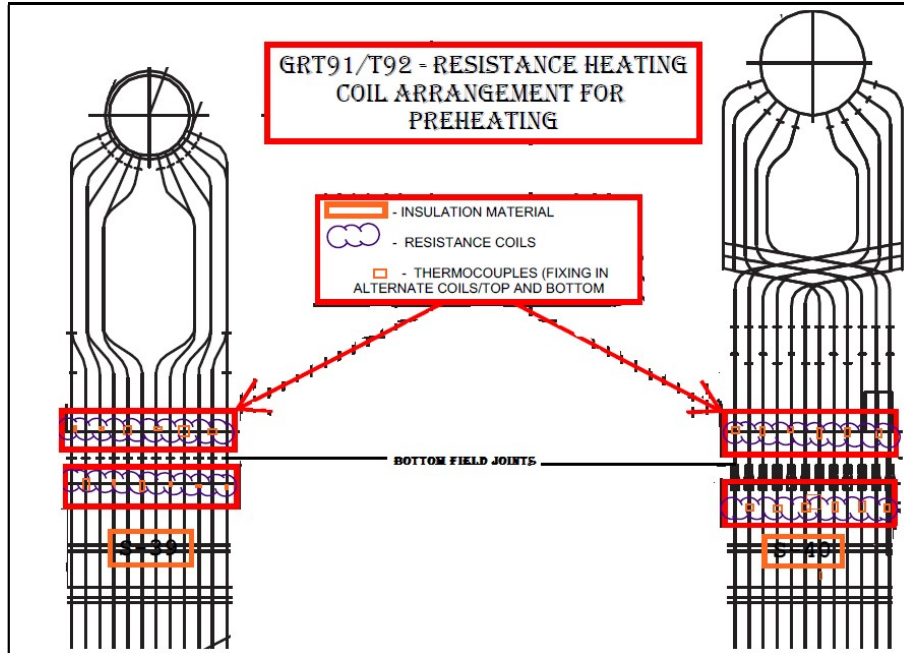 GRT91/T92 - RESISTANCE HEATING
COIL ARRANGEMENT FOR
PREHEATING
- INSULATION MATERIAL
- RESISTANCE COILS
- THERMOCOUPLES (FIXING IN
ALTERNATE COILS/TOP AND BOTTOM
BOTTOM FIELD JOINTS
S-39
S-40